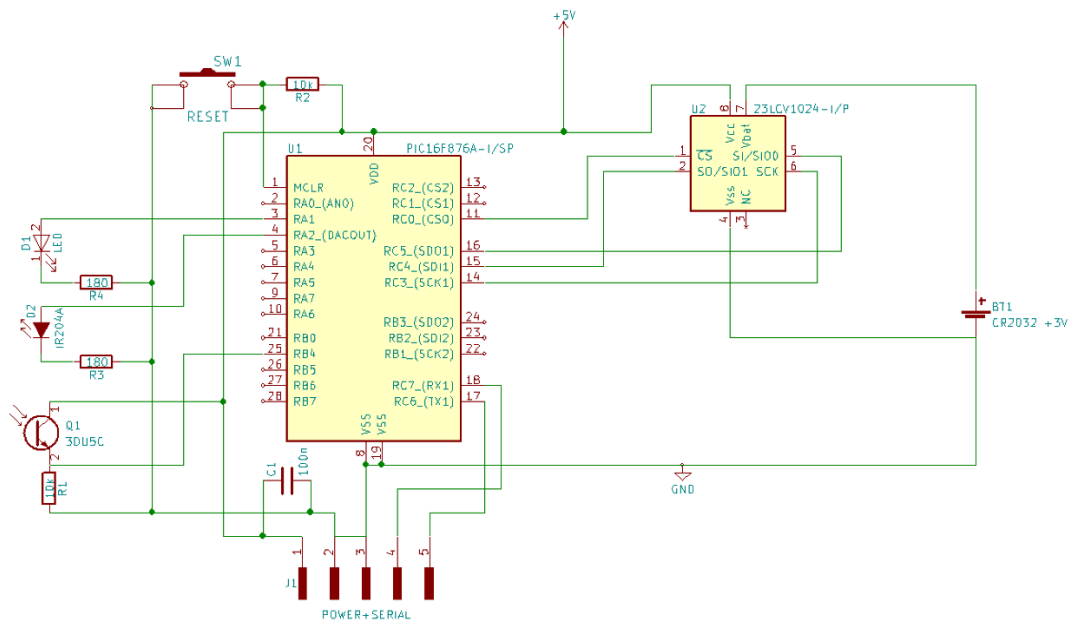 +5V
SW1
RESET
10k
R2
U1
PIC16F876A-I/SP
20
VDD
1 MCLR
2 RA0_(AN0)
3 RA1
4 RA2_(DACOUT)
5 RA3
6 RA4
7 RA5
9 RA7
10 RA6
21 RB0
25 RB4
26 RB5
27 RB6
28 RB7
RC2_(CS2) 13
RC1_(CS1) 12
RC0_(CS0) 11
RC5_(SDO1) 16
RC4_(SDI1) 15
RC3_(SCK1) 14
RB3_(SDO2) 24
RB2_(SDI2) 23
RB1_(SCK2) 22
RC7_(RX1) 18
RC6_(TX1) 17
VSS VSS
8 19
U2
23LCV1024-I/P
8 7
Vcc Vbat
1 CS
2 SO/SIO1
SI/SIO0 5
SCK 6
Vss NC
4 3
D1
LED
2
1
180
R4
D2
IR204A
180
R3
Q1
3DU5C
1
2
10k
R1
C1
100n
GND
BT1
CR2032 +3V
+
1 2 3 4 5
J1
POWER+SERIAL